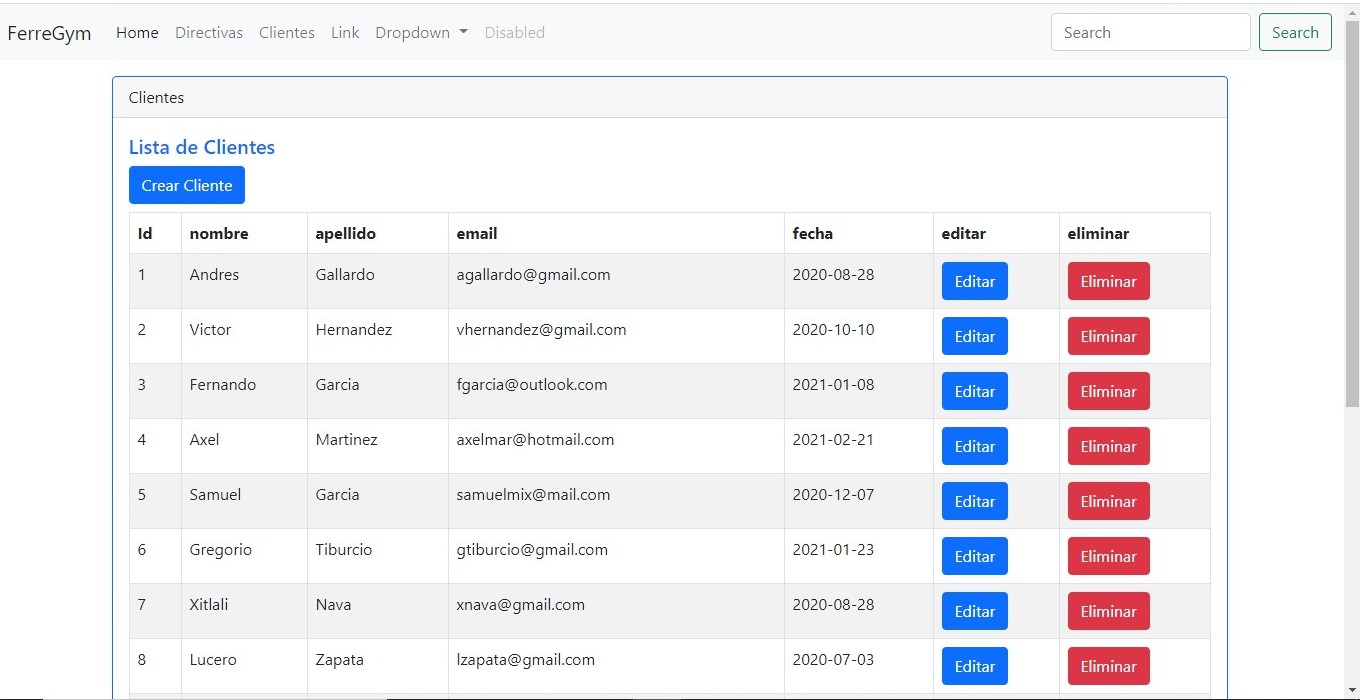 FerreGym Home Directivas Clientes Link Dropdown Disabled Search Search
Clientes
Lista de Clientes
Crear Cliente
Id nombre apellido email fecha editar eliminar
1 Andres Gallardo agallardo@gmail.com 2020-08-28 Editar Eliminar
2 Victor Hernandez vhernandez@gmail.com 2020-10-10 Editar Eliminar
3 Fernando Garcia fgarcia@outlook.com 2021-01-08 Editar Eliminar
4 Axel Martinez axelmar@hotmail.com 2021-02-21 Editar Eliminar
5 Samuel Garcia samuelmix@mail.com 2020-12-07 Editar Eliminar
6 Gregorio Tiburcio gtiburcio@gmail.com 2021-01-23 Editar Eliminar
7 Xitlali Nava xnava@gmail.com 2020-08-28 Editar Eliminar
8 Lucero Zapata lzapata@gmail.com 2020-07-03 Editar Eliminar